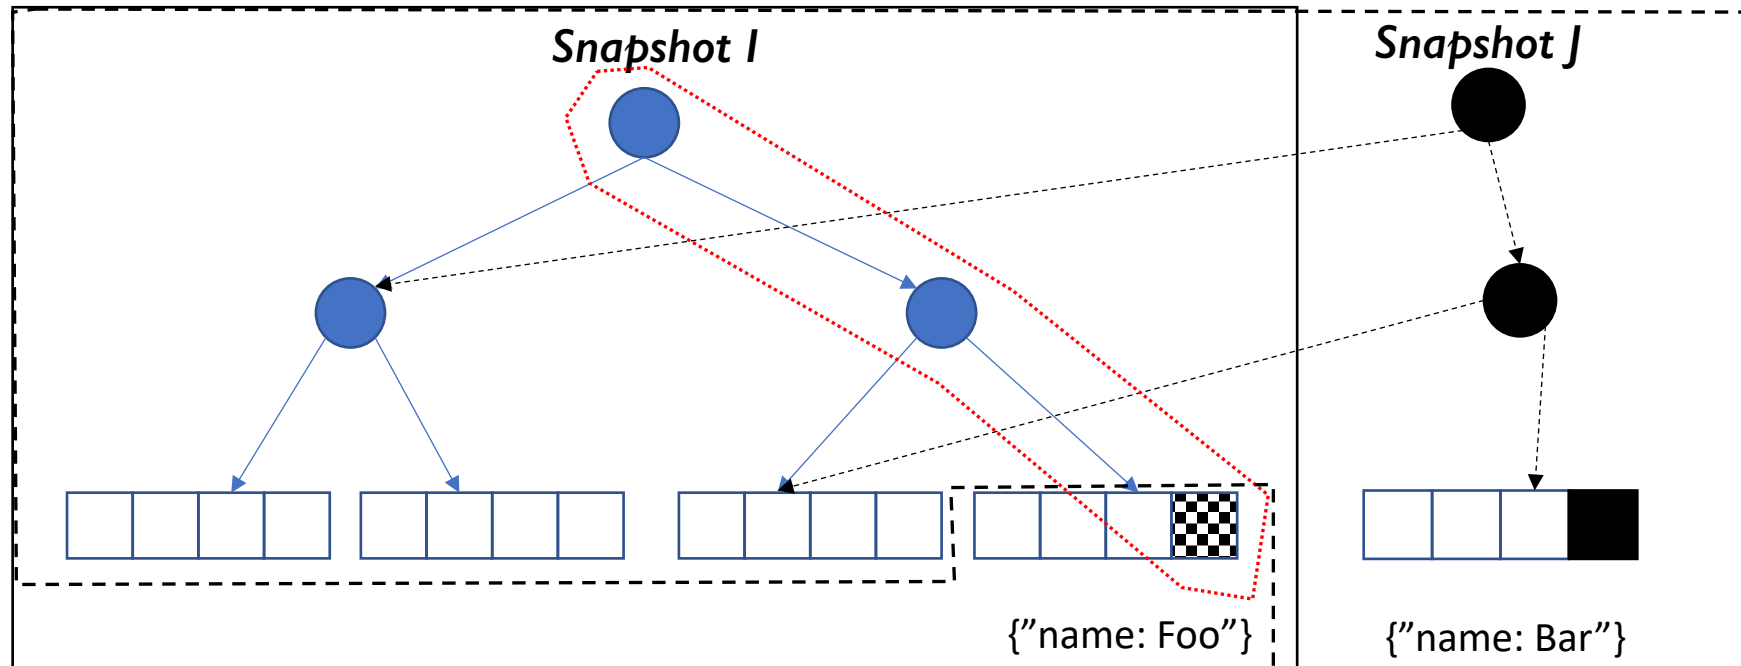 Snapshot I
Snapshot J
{”name: Foo”}
{”name: Bar”}